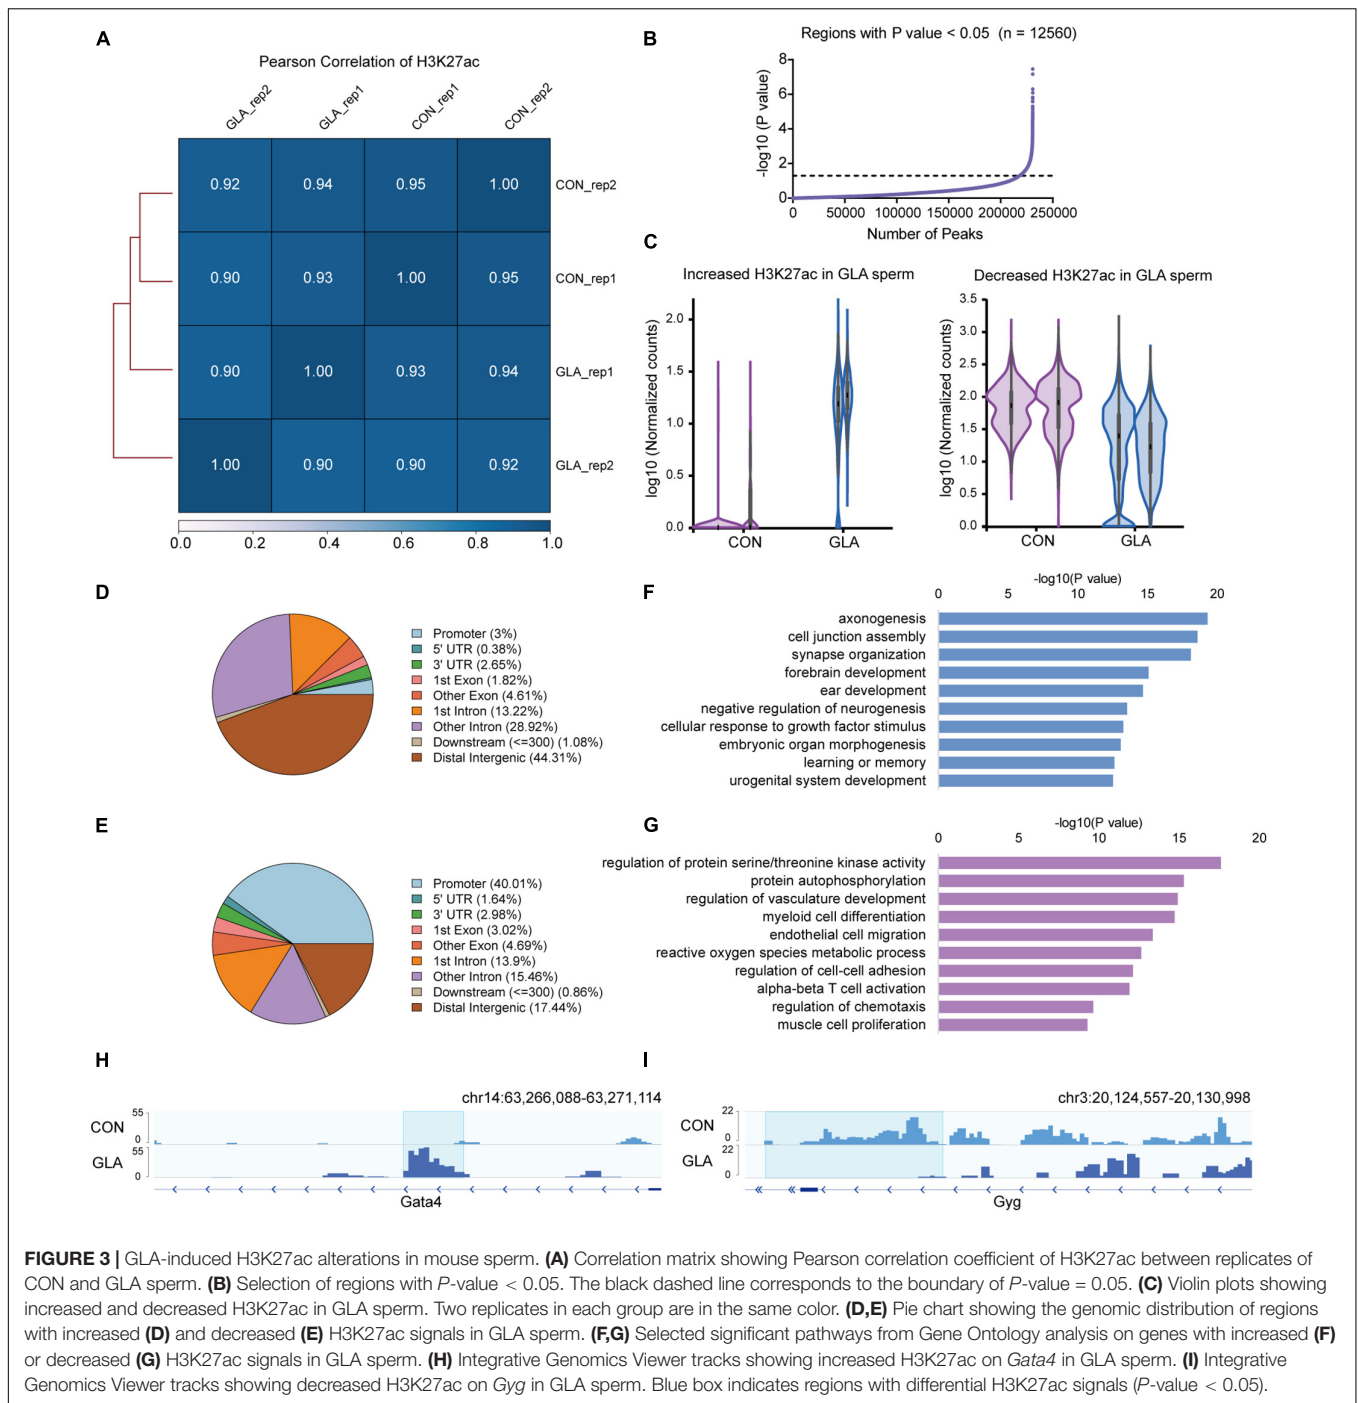 A
Pearson Correlation of H3K27ac
GLA_rep2 GLA_rep1 CON_rep1 CON_rep2
0.92 0.94 0.95 1.00 CON_rep2
0.90 0.93 1.00 0.95 CON_rep1
0.90 1.00 0.93 0.94 GLA_rep1
1.00 0.90 0.90 0.92 GLA_rep2
0.0 0.2 0.4 0.6 0.8 1.0
B
Regions with P value < 0.05 (n = 12560)
-log10 (P value)
8
6
4
2
0
0 50000 100000 150000 200000 250000
Number of Peaks
C
Increased H3K27ac in GLA sperm
log10 (Normalized counts)
2.0
1.5
1.0
0.5
0.0
CON GLA
Decreased H3K27ac in GLA sperm
log10 (Normalized counts)
3.5
3.0
2.5
2.0
1.5
1.0
0.5
0.0
CON GLA
D
Promoter (3%)
5' UTR (0.38%)
3' UTR (2.65%)
1st Exon (1.82%)
Other Exon (4.61%)
1st Intron (13.22%)
Other Intron (28.92%)
Downstream (<=300) (1.08%)
Distal Intergenic (44.31%)
E
Promoter (40.01%)
5' UTR (1.64%)
3' UTR (2.98%)
1st Exon (3.02%)
Other Exon (4.69%)
1st Intron (13.9%)
Other Intron (15.46%)
Downstream (<=300) (0.86%)
Distal Intergenic (17.44%)
F
-log10(P value)
0 5 10 15 20
axonogenesis
cell junction assembly
synapse organization
forebrain development
ear development
negative regulation of neurogenesis
cellular response to growth factor stimulus
embryonic organ morphogenesis
learning or memory
urogenital system development
G
-log10(P value)
0 5 10 15 20
regulation of protein serine/threonine kinase activity
protein autophosphorylation
regulation of vasculature development
myeloid cell differentiation
endothelial cell migration
reactive oxygen species metabolic process
regulation of cell-cell adhesion
alpha-beta T cell activation
regulation of chemotaxis
muscle cell proliferation
H
chr14:63,266,088-63,271,114
55
CON
0
55
GLA
0
Gata4
I
chr3:20,124,557-20,130,998
22
CON
0
22
GLA
0
Gyg
FIGURE 3 | GLA-induced H3K27ac alterations in mouse sperm. (A) Correlation matrix showing Pearson correlation coefficient of H3K27ac between replicates of
CON and GLA sperm. (B) Selection of regions with P-value < 0.05. The black dashed line corresponds to the boundary of P-value = 0.05. (C) Violin plots showing
increased and decreased H3K27ac in GLA sperm. Two replicates in each group are in the same color. (D,E) Pie chart showing the genomic distribution of regions
with increased (D) and decreased (E) H3K27ac signals in GLA sperm. (F,G) Selected significant pathways from Gene Ontology analysis on genes with increased (F)
or decreased (G) H3K27ac signals in GLA sperm. (H) Integrative Genomics Viewer tracks showing increased H3K27ac on Gata4 in GLA sperm. (I) Integrative
Genomics Viewer tracks showing decreased H3K27ac on Gyg in GLA sperm. Blue box indicates regions with differential H3K27ac signals (P-value < 0.05).